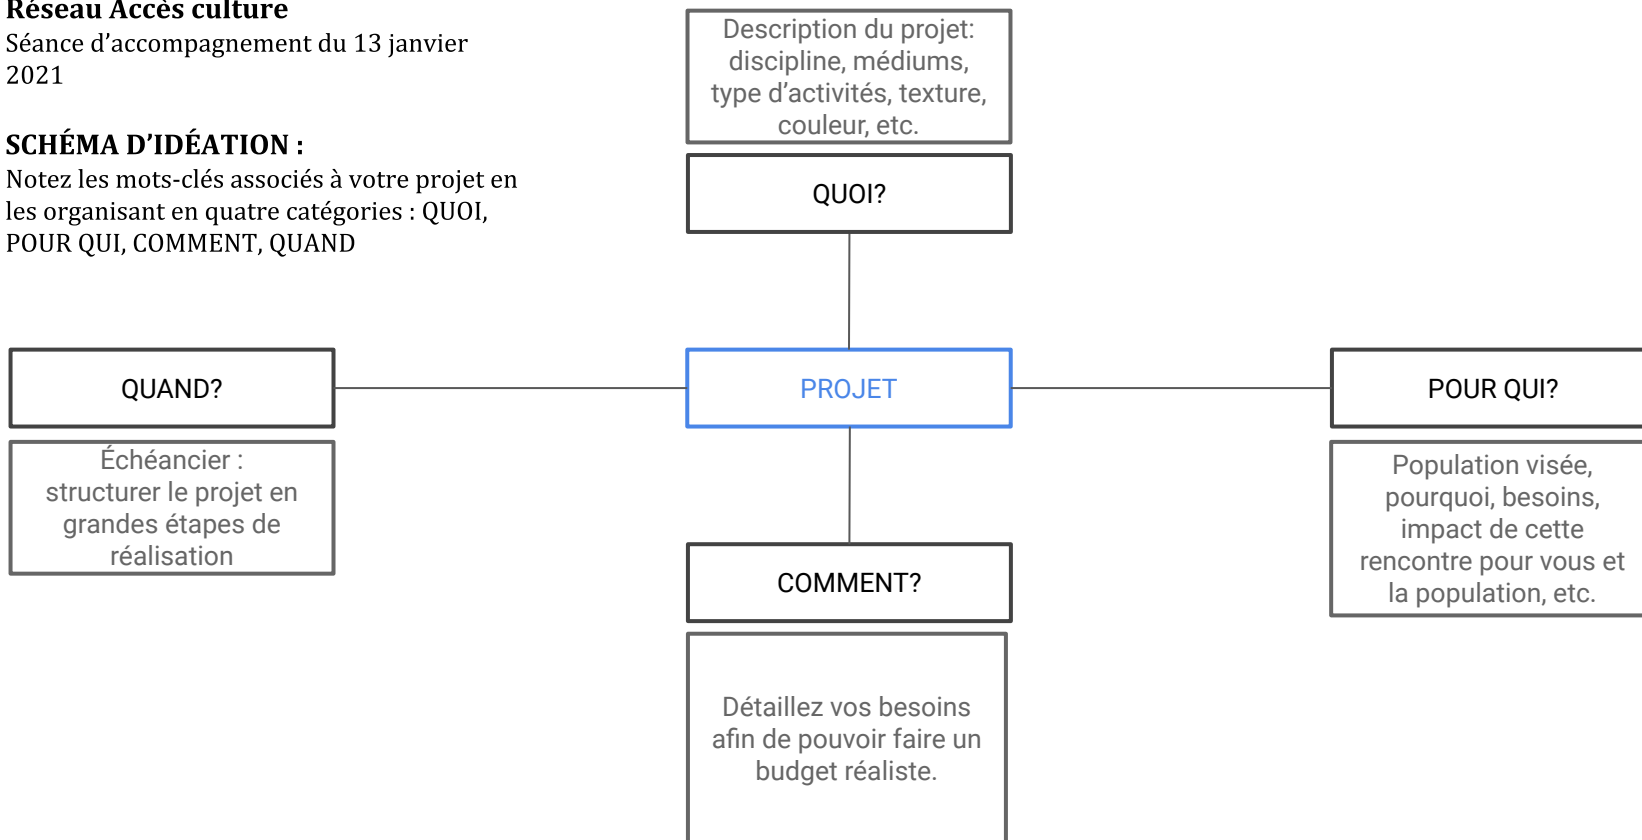 Réseau Accès culture
Séance d’accompagnement du 13 janvier
2021
SCHÉMA D’IDÉATION :
Notez les mots-clés associés à votre projet en
les organisant en quatre catégories : QUOI,
POUR QUI, COMMENT, QUAND
Description du projet:
discipline, médiums,
type d’activités, texture,
couleur, etc.
QUOI?
QUAND?
Échéancier :
structurer le projet en
grandes étapes de
réalisation
PROJET
POUR QUI?
Population visée,
pourquoi, besoins,
impact de cette
rencontre pour vous et
la population, etc.
COMMENT?
Détaillez vos besoins
afin de pouvoir faire un
budget réaliste.